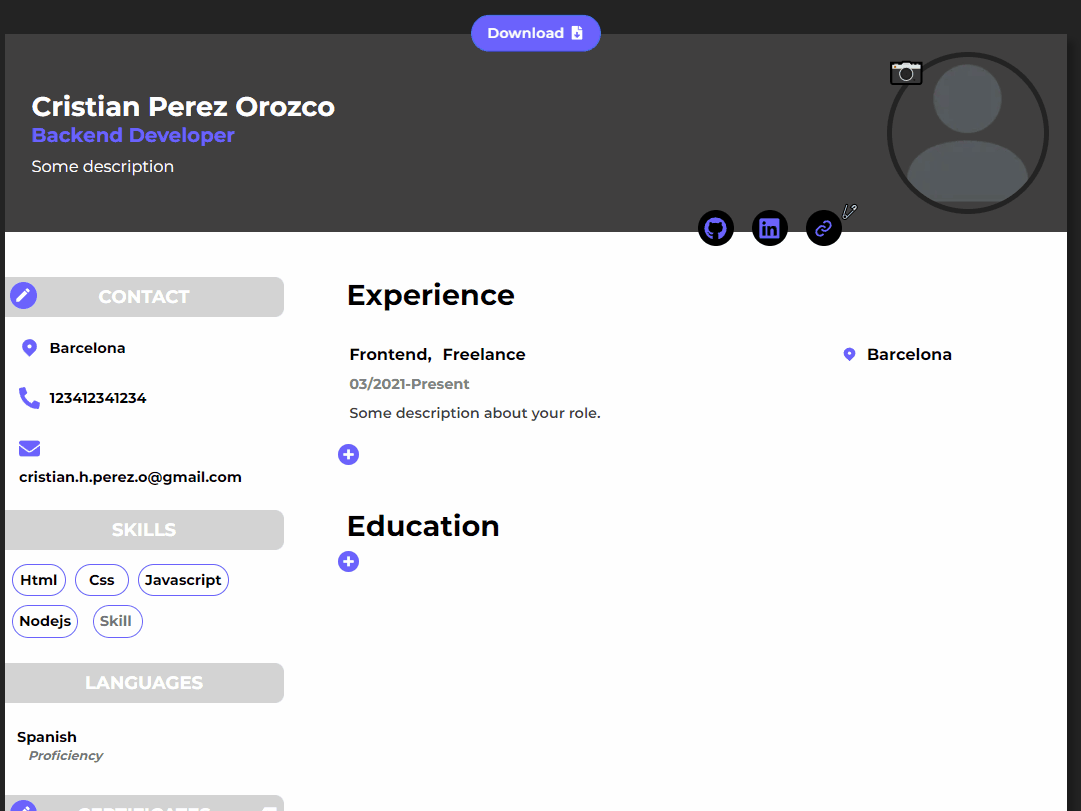 Download
Cristian Perez Orozco
Backend Developer
Some description
CONTACT
Barcelona
123412341234
cristian.h.perez.o@gmail.com
SKILLS
Html Css Javascript
Nodejs Skill
LANGUAGES
Spanish
Proficiency
CERTIFICATES
Experience
Frontend, Freelance Barcelona
03/2021-Present
Some description about your role.
Education